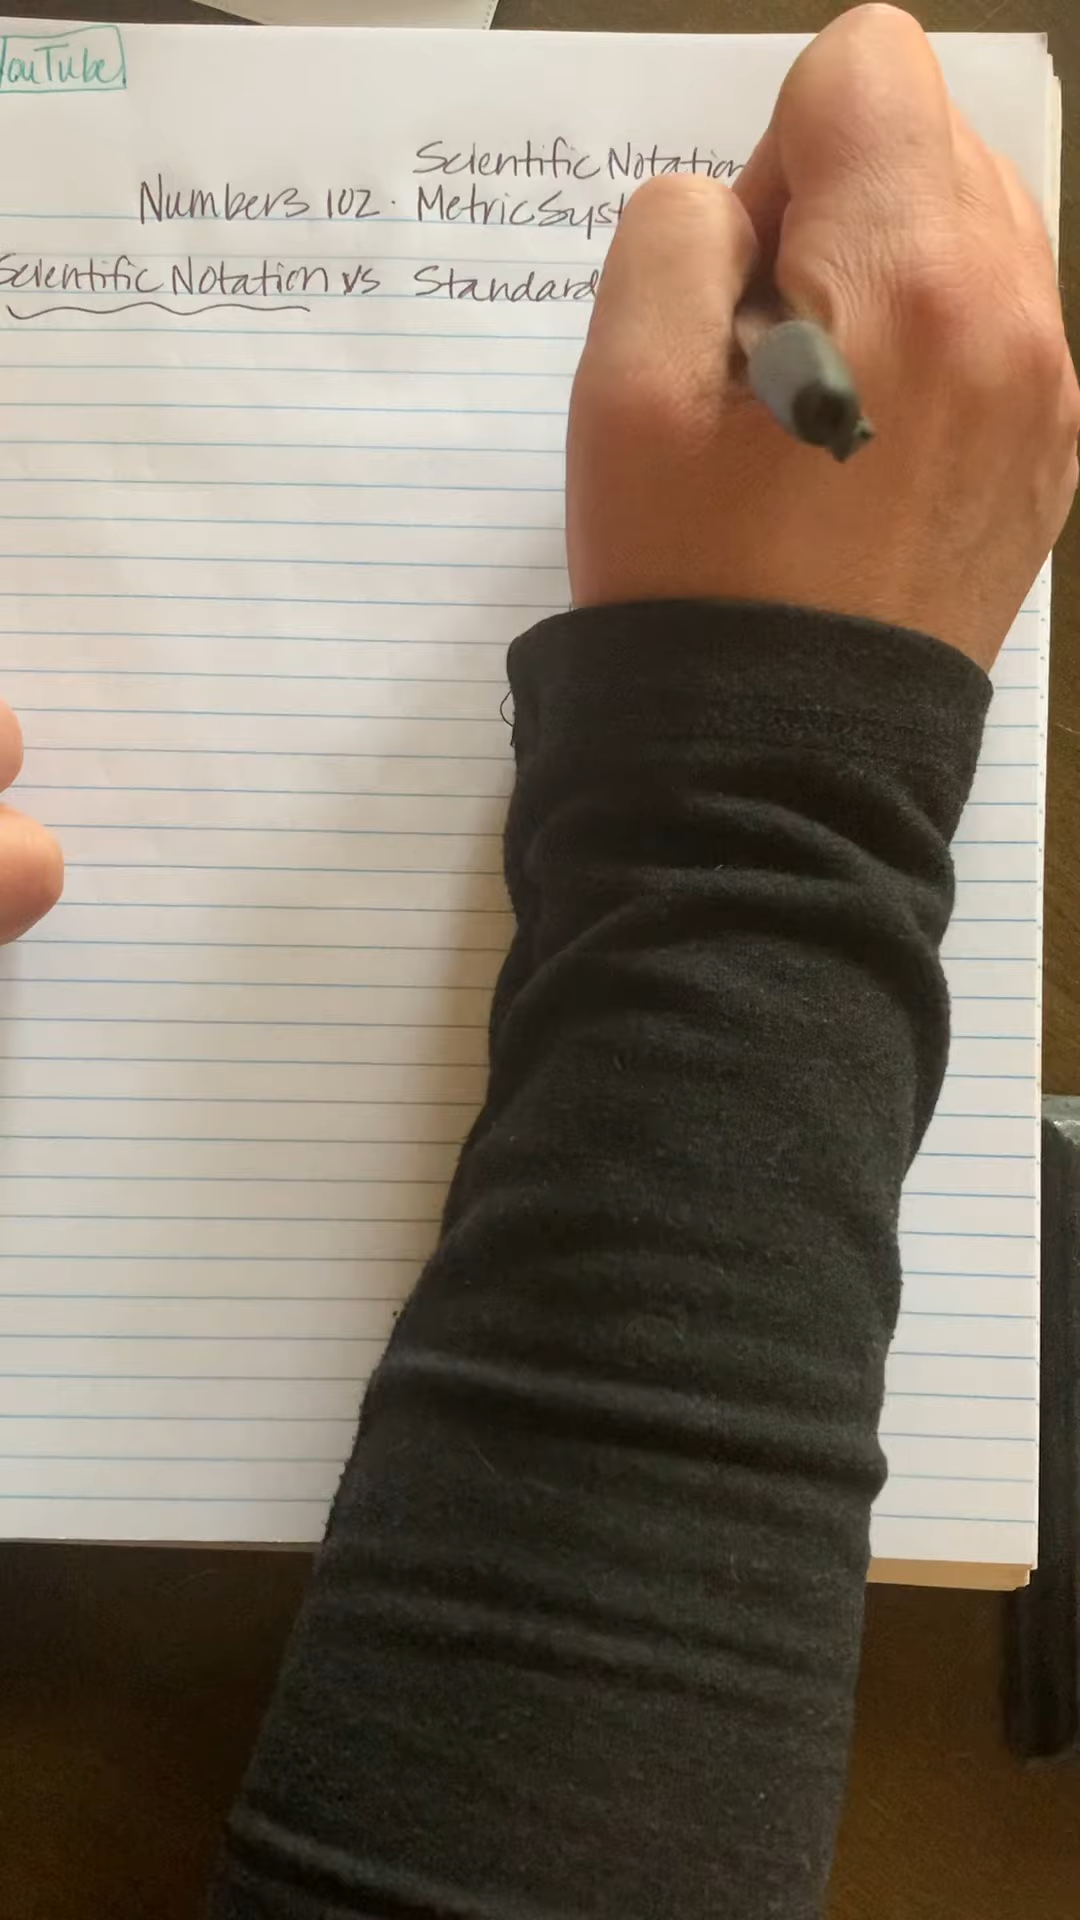 YouTube
Scientific Notation
Numbers 102. Metric Syst
Scientific Notation vs Standard